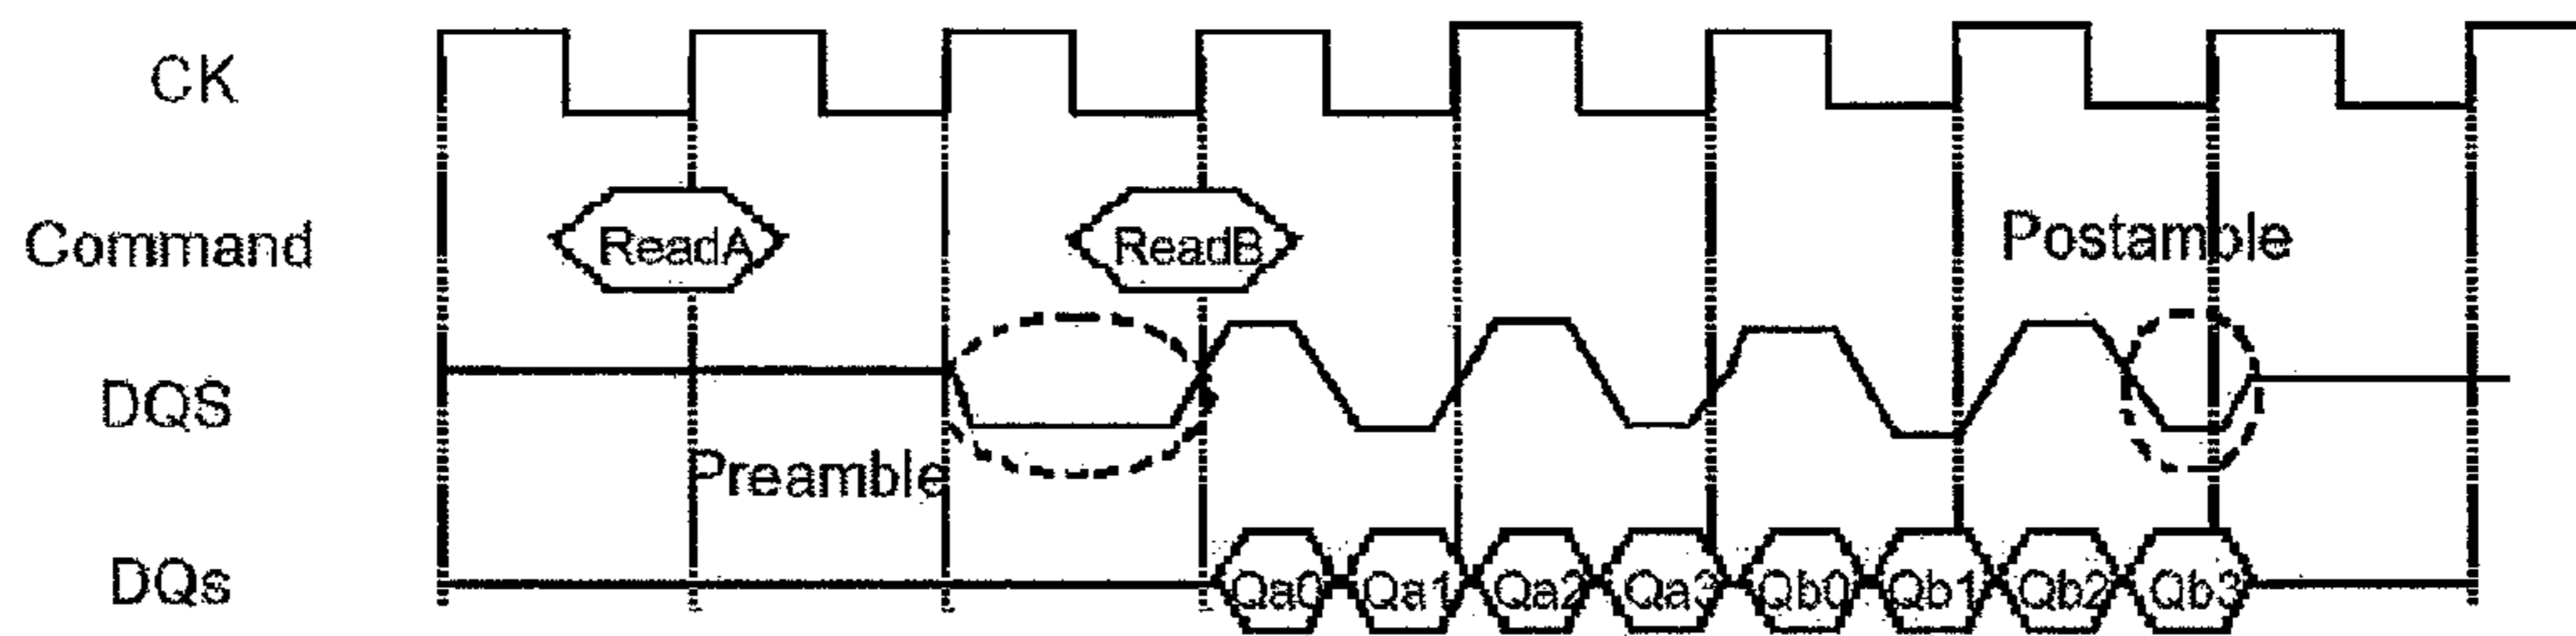 CK
Command
ReadA
ReadB
Postamble
DQS
Preamble
DQs
Qa0 Qa1 Qa2 Qa3 Qb0 Qb1 Qb2 Qb3